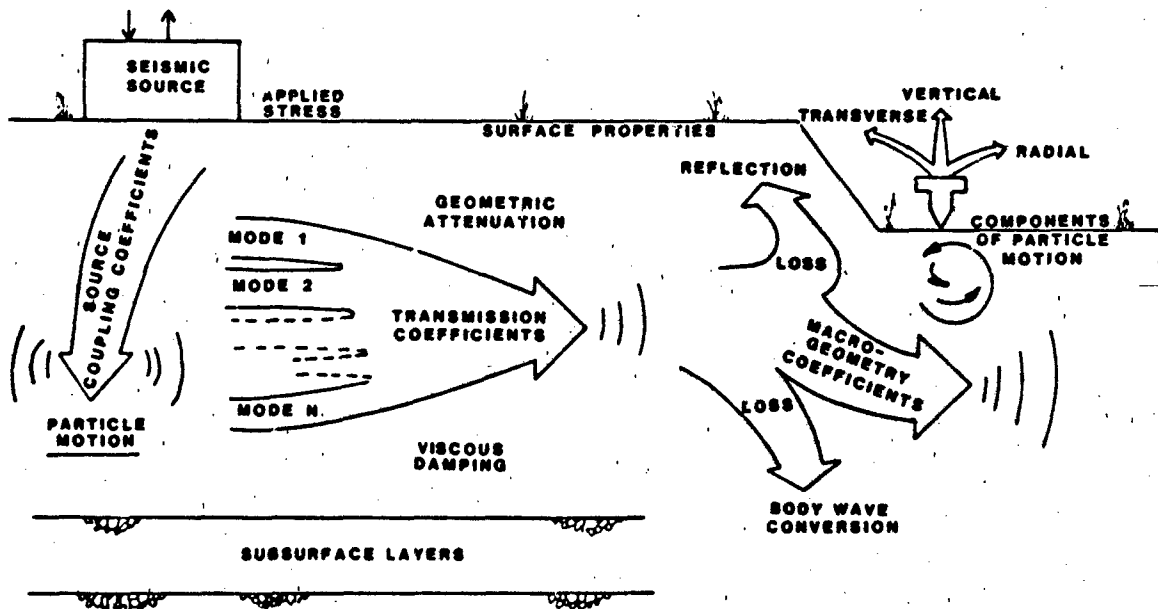 SEISMIC
SOURCE
APPLIED
STRESS
SURFACE PROPERTIES
VERTICAL
TRANSVERSE
RADIAL
SOURCE
COUPLING COEFFICIENTS
PARTICLE
MOTION
GEOMETRIC
ATTENUATION
MODE 1
MODE 2
MODE N.
TRANSMISSION
COEFFICIENTS
VISCOUS
DAMPING
REFLECTION
LOSS
COMPONENTS
OF PARTICLE
MOTION
MACRO-
GEOMETRY
COEFFICIENTS
LOSS
BODY WAVE
CONVERSION
SUBSURFACE LAYERS